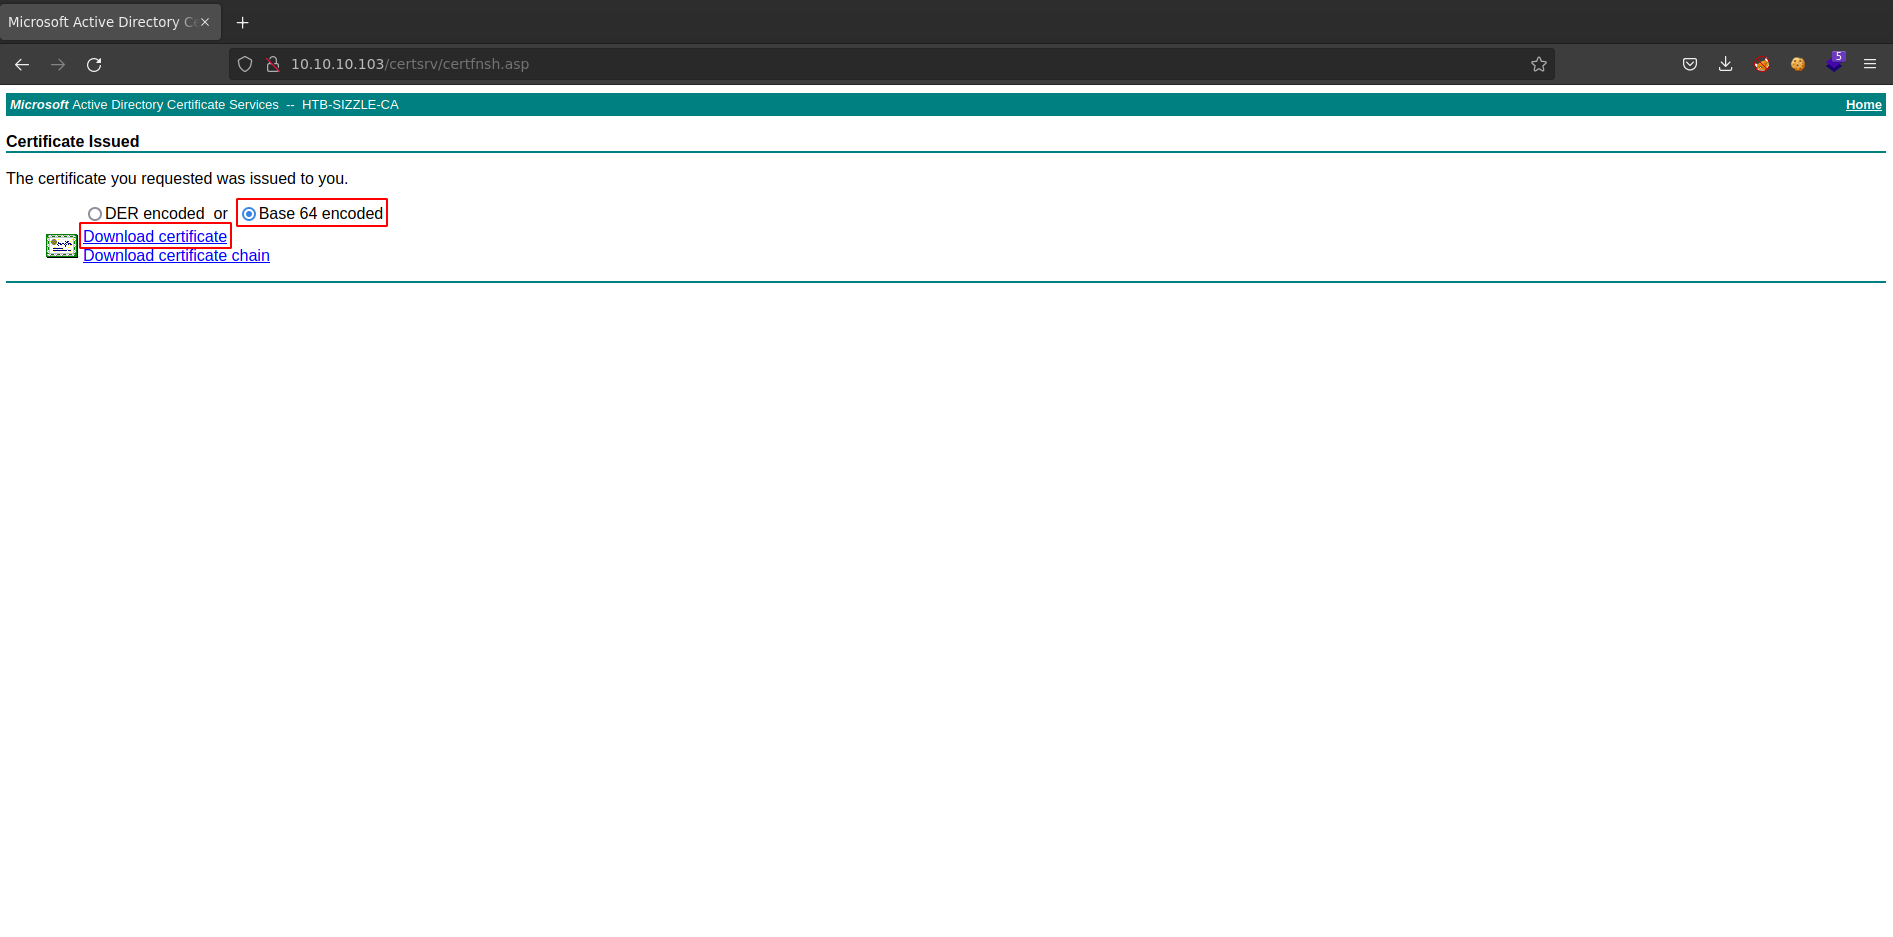 Microsoft Active Directory Ce
10.10.10.103/certsrv/certfnsh.asp
5
Microsoft Active Directory Certificate Services -- HTB-SIZZLE-CA
Home
Certificate Issued
The certificate you requested was issued to you.
DER encoded or Base 64 encoded
Download certificate
Download certificate chain